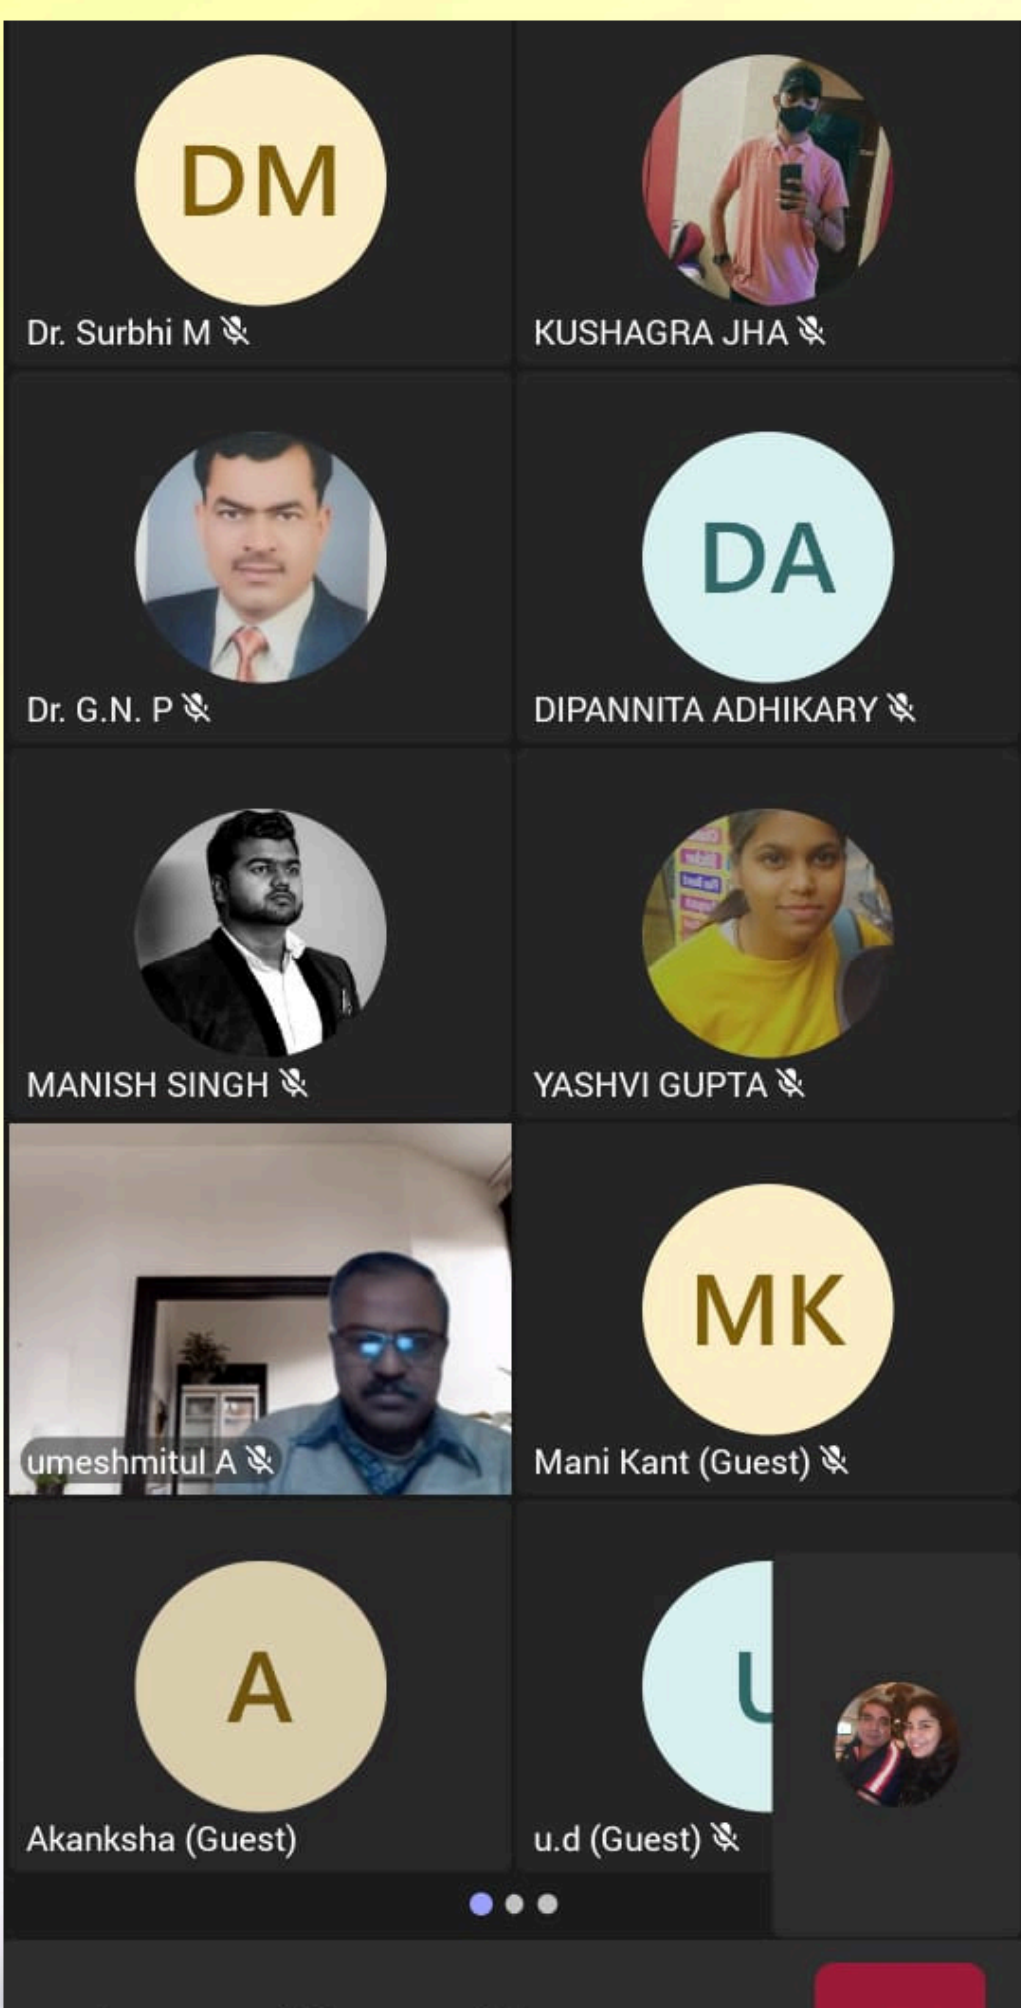 DM
Dr. Surbhi M
KUSHAGRA JHA
Dr. G.N. P
DA
DIPANNITA ADHIKARY
MANISH SINGH
YASHVI GUPTA
umeshmitul A
MK
Mani Kant (Guest)
A
Akanksha (Guest)
U
u.d (Guest)